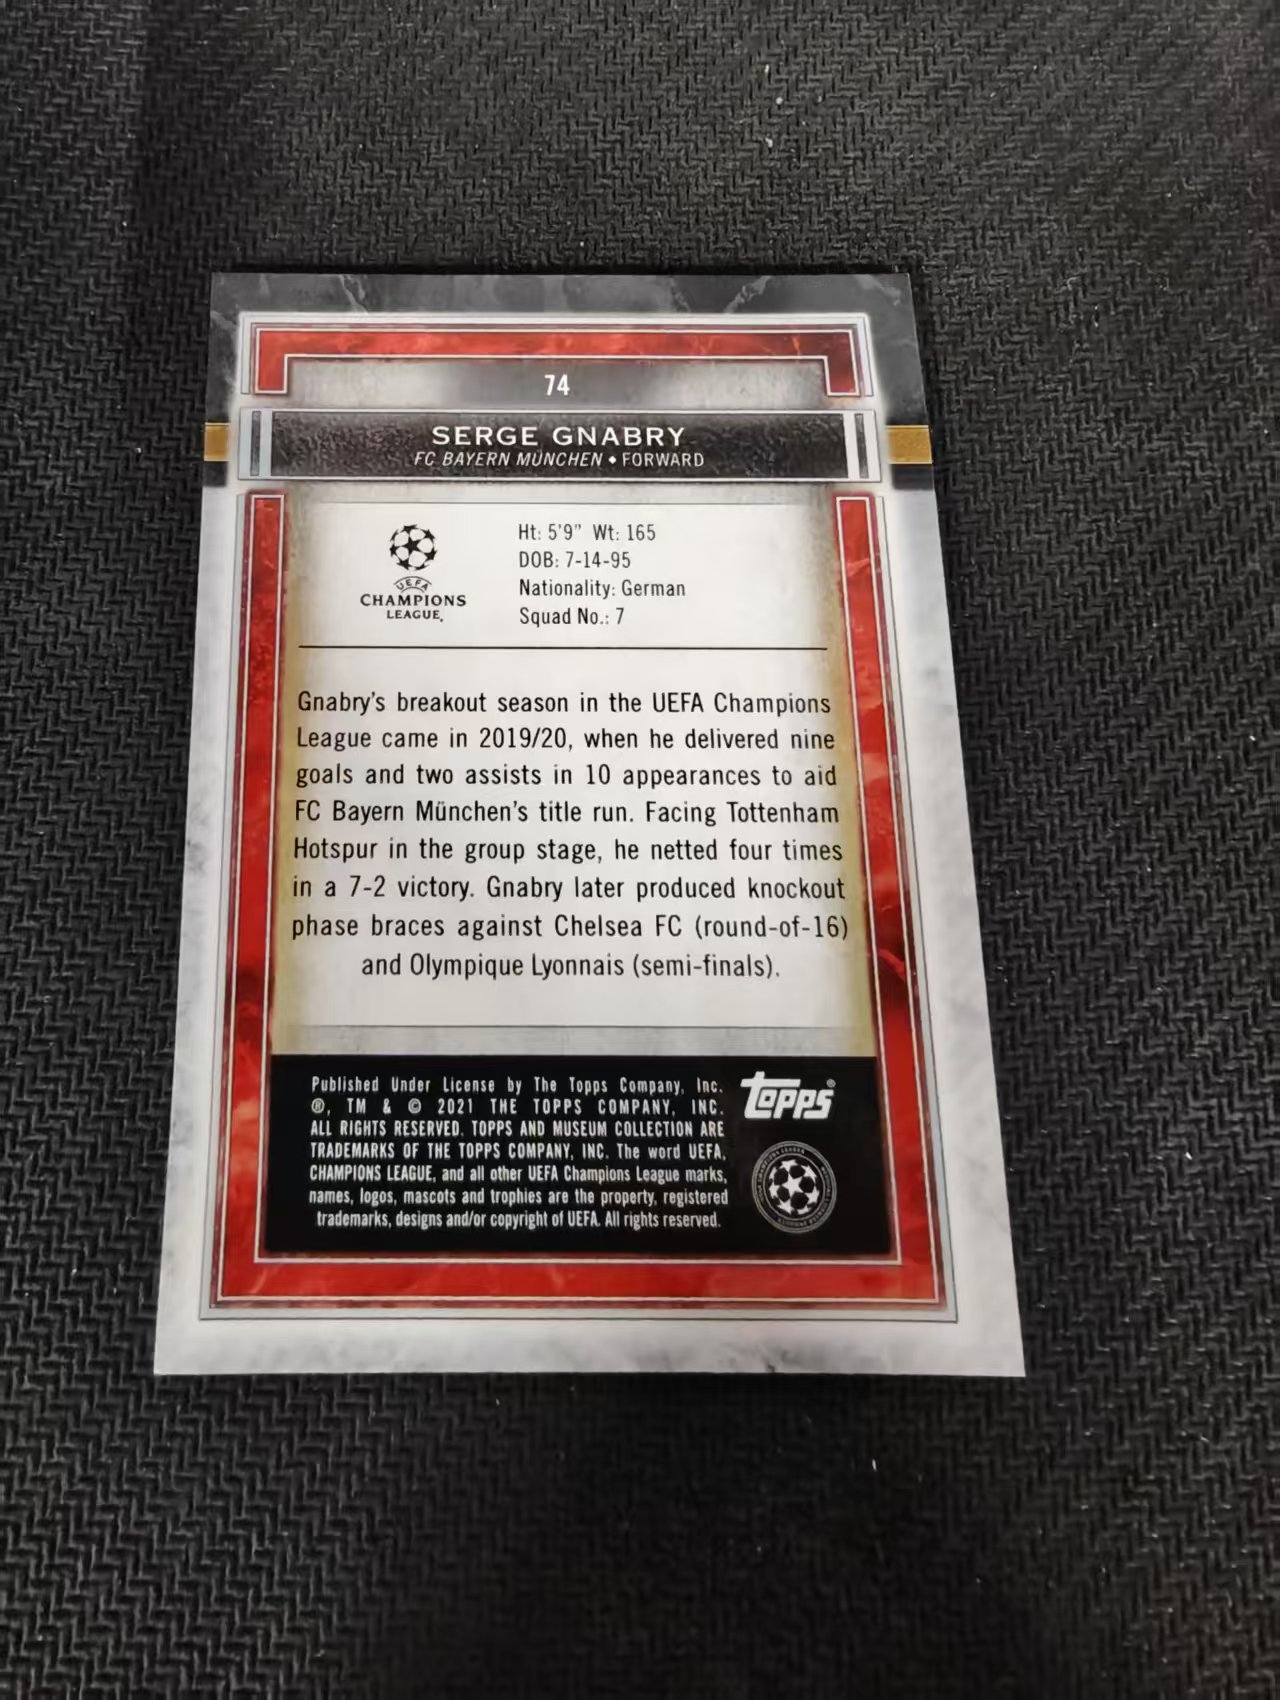 74
SERGE GNABRY
FC BAYERN MÜNCHEN ◆ FORWARD
UEFA
CHAMPIONS
LEAGUE.
Ht: 5'9" Wt: 165
DOB: 7-14-95
Nationality: German
Squad No.: 7
Gnabry's breakout season in the UEFA Champions
League came in 2019/20, when he delivered nine
goals and two assists in 10 appearances to aid
FC Bayern München's title run. Facing Tottenham
Hotspur in the group stage, he netted four times
in a 7-2 victory. Gnabry later produced knockout
phase braces against Chelsea FC (round-of-16)
and Olympique Lyonnais (semi-finals).
Published Under License by The Topps Company, Inc.
®, TM & © 2021 THE TOPPS COMPANY, INC.
ALL RIGHTS RESERVED. TOPPS AND MUSEUM COLLECTION ARE
TRADEMARKS OF THE TOPPS COMPANY, INC. The word UEFA,
CHAMPIONS LEAGUE, and all other UEFA Champions League marks,
names, logos, mascots and trophies are the property, registered
trademarks, designs and/or copyright of UEFA. All rights reserved.
topps®